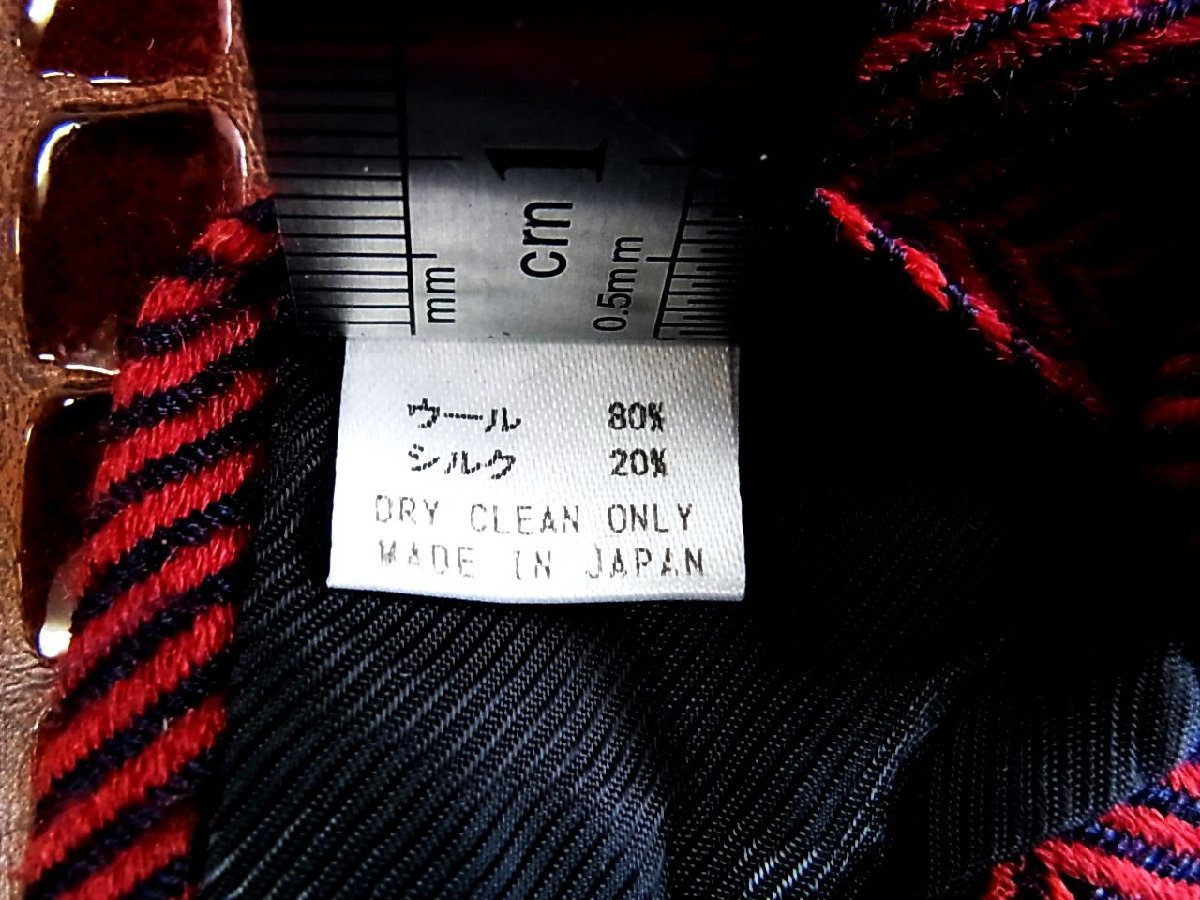 1
cm
mm
0.5mm
ウール 80%
シルク 20%
DRY CLEAN ONLY
MADE IN JAPAN